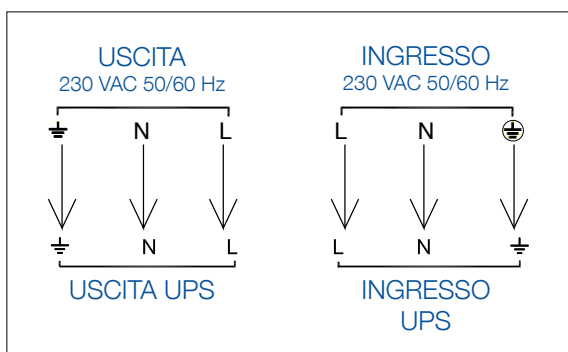 USCITA
230 VAC 50/60 Hz
N L
N L
USCITA UPS
INGRESSO
230 VAC 50/60 Hz
L N
L N
INGRESSO
UPS